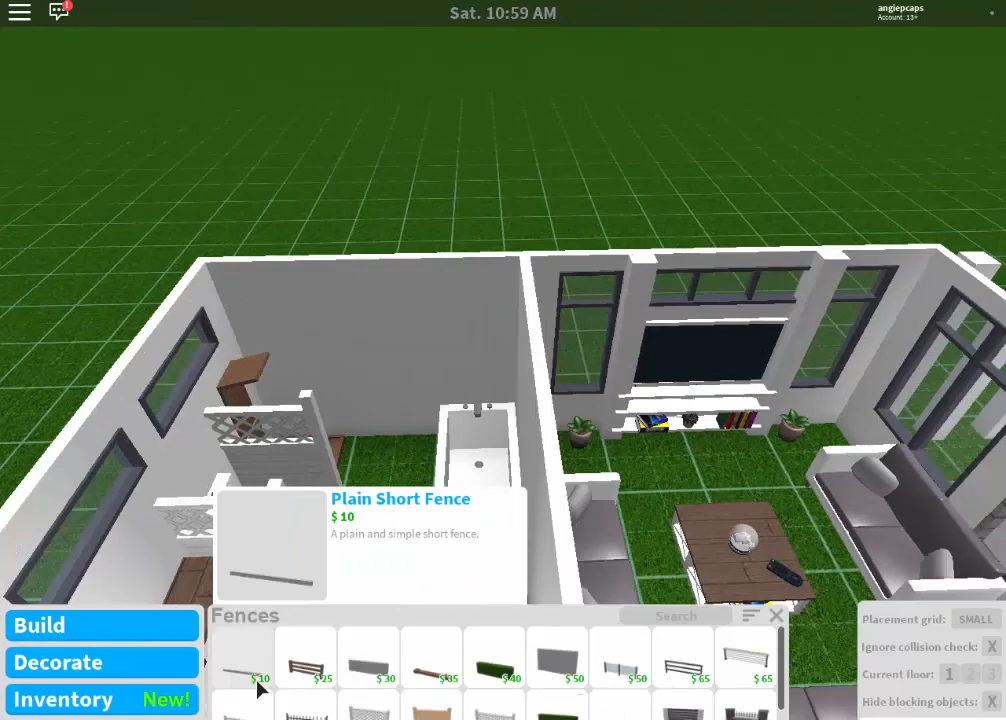 Sat. 10:59 AM
angiepcaps
Account: 13+
Plain Short Fence
$ 10
A plain and simple short fence.
Fences
Search
Build
Decorate
Inventory New!
$ 10
$ 25
$ 30
$ 35
$ 40
$ 50
$ 50
$ 65
$ 65
Placement grid: SMALL
Ignore collision check: X
Current floor: 1 2 3
Hide blocking objects: X